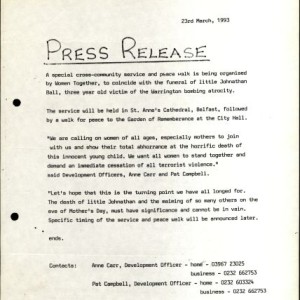 23rd March, 1993
PRESS RELEASE
A special cross-community service and peace walk is being organised
by Women Together, to coincide with the funeral of little Johnathan
Ball, three year old victim of the Warrington bombing atrocity.
The service will be held in St. Anne's Cathedral, Belfast, followed
by a walk for peace to the Garden of Rememberence at the City Hall.
"We are calling on women of all ages, especially mothers to join
with us and show their total abhorrence at the horrific death of
this innocent young child. We want all women to stand together and
demand an immediate cessation of all terrorist violence."
said Development Officers, Anne Carr and Pat Campbell.
"Let's hope that this is the turning point we have all longed for.
The death of little Johnathan and the maiming of so many others on the
eve of Mother's Day, must have significance and cannot be in vain.
Specific timing of the service and peace walk will be announced later.
ends.
Contacts: Anne Carr, Development Officer - home - 03967 23025
business - 0232 662753
Pat Campbell, Development Officer - home - 0232 603324
business - 0232 662753